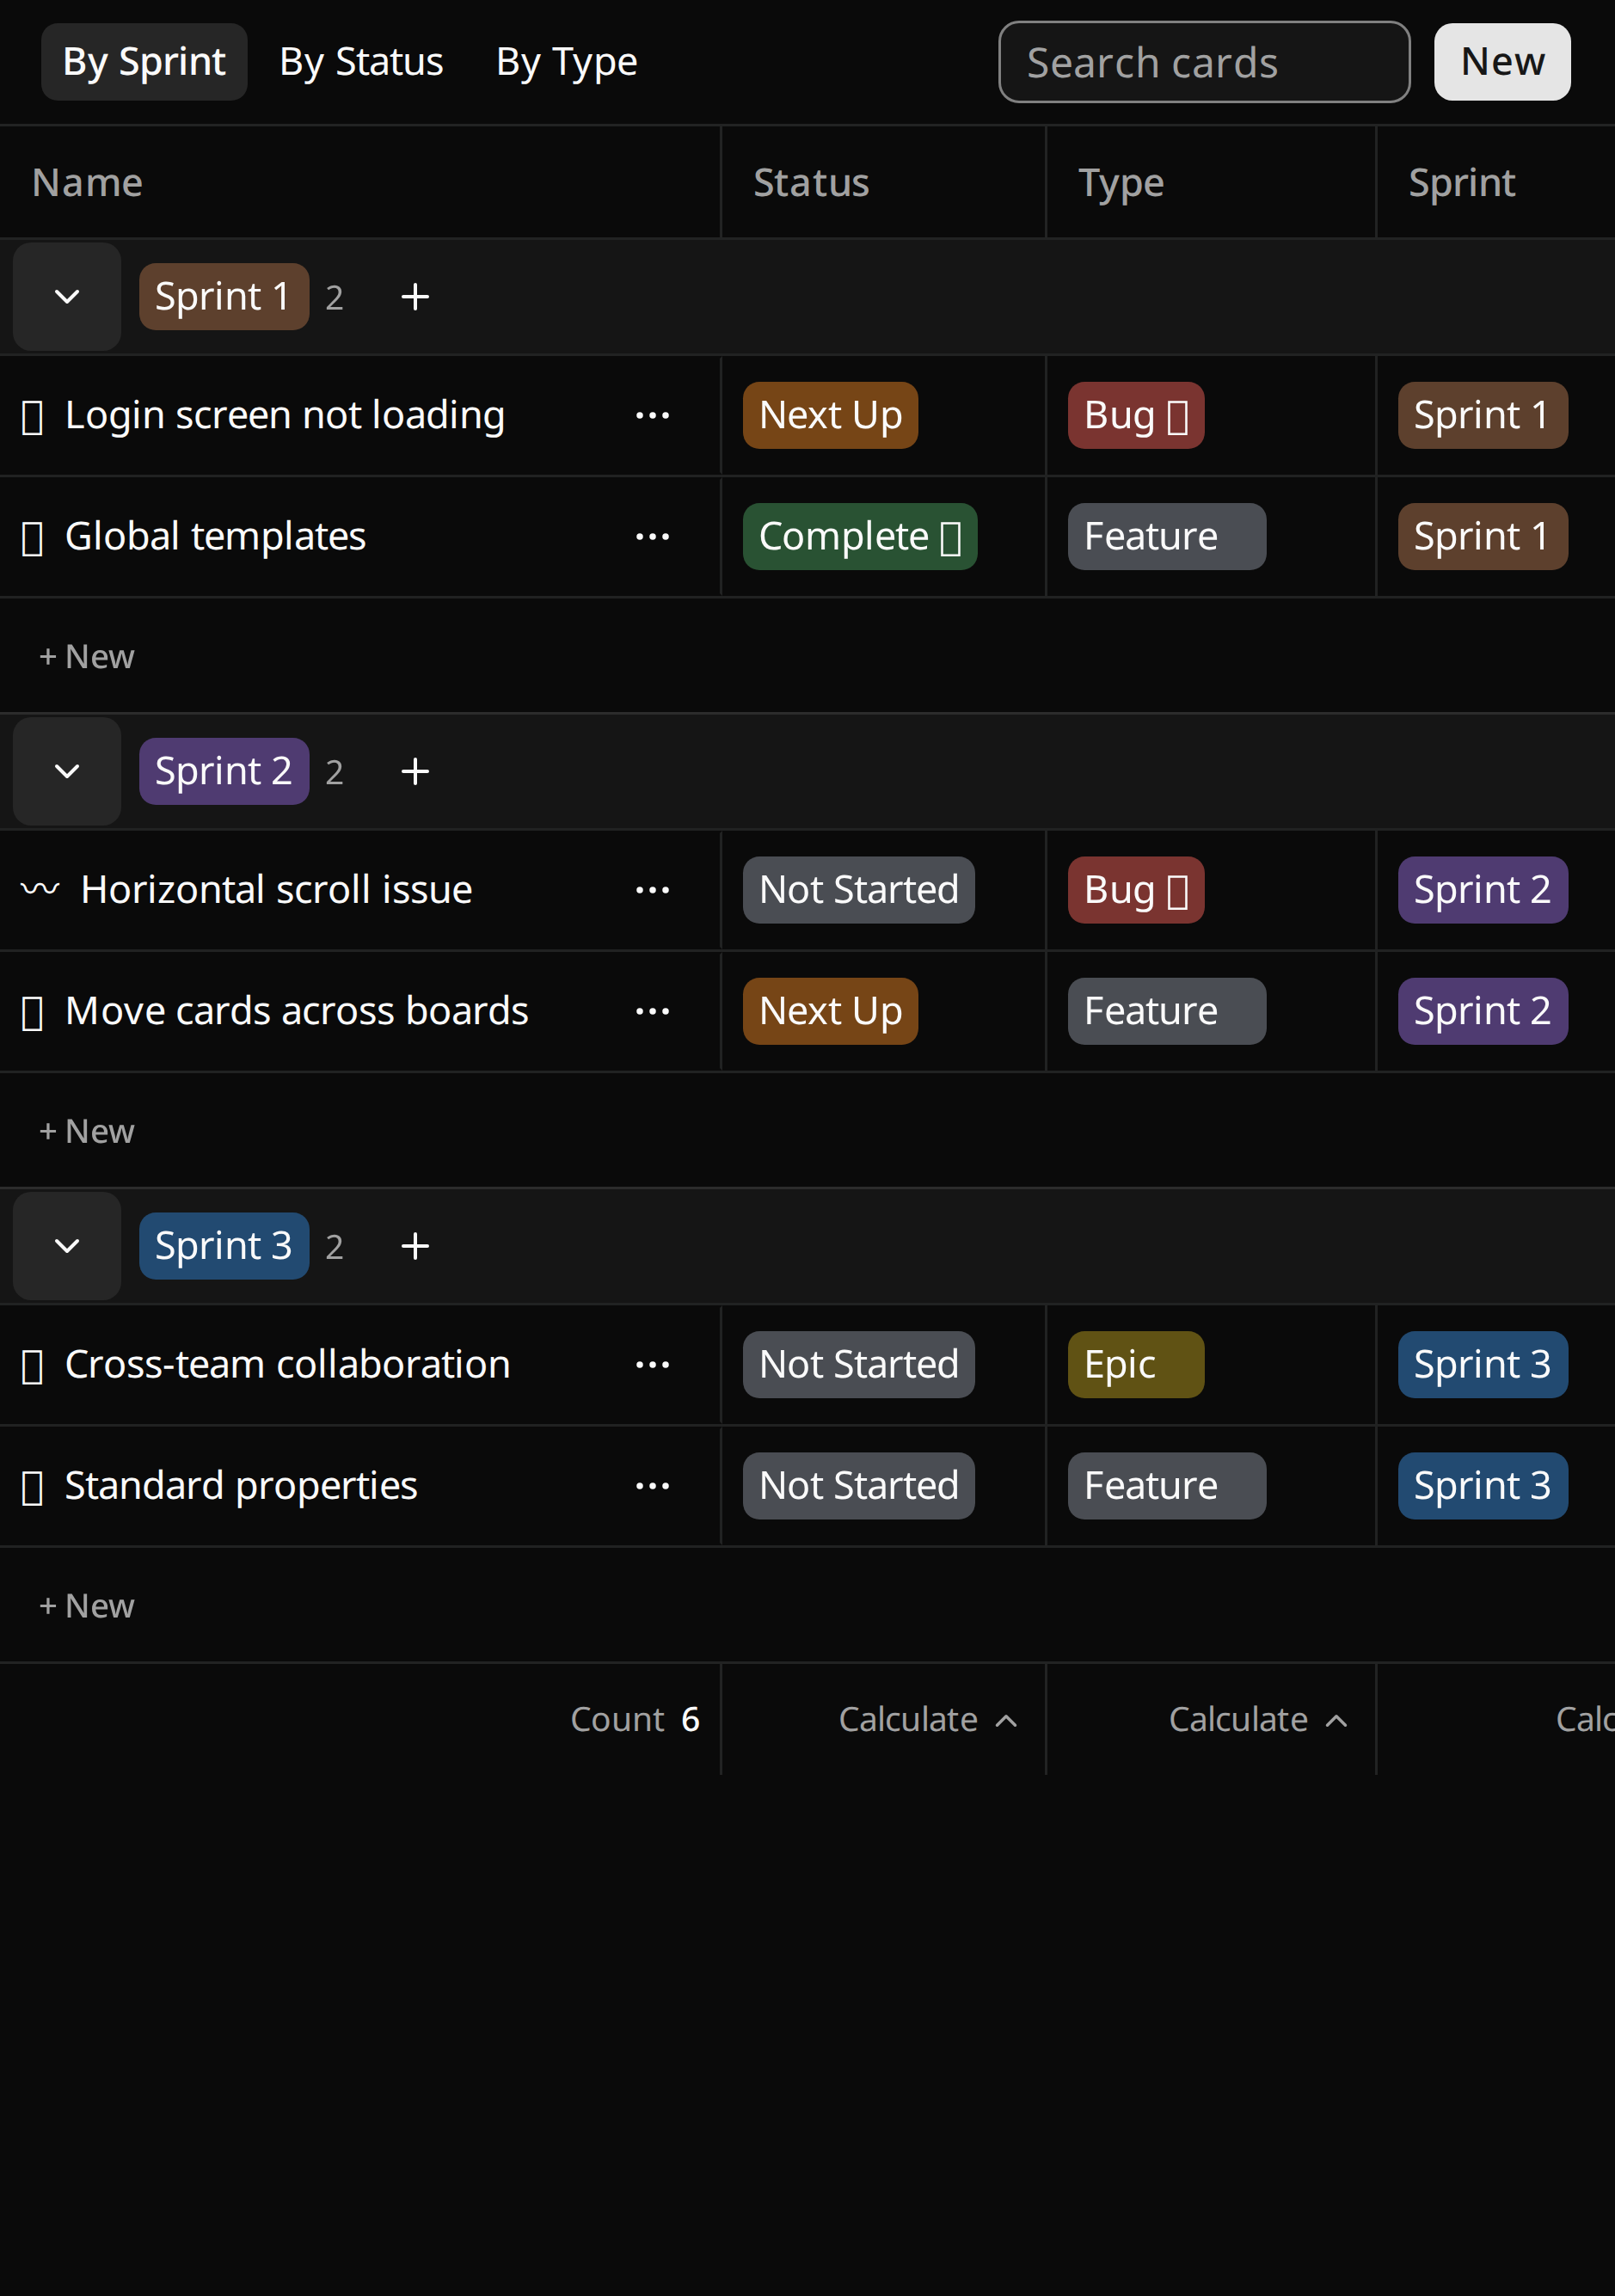 By Sprint By Status By Type Search cards New
Name Status Type Sprint
Sprint 1 2 +
Login screen not loading ••• Next Up Bug Sprint 1
Global templates ••• Complete Feature Sprint 1
+ New
Sprint 2 2 +
Horizontal scroll issue ••• Not Started Bug Sprint 2
Move cards across boards ••• Next Up Feature Sprint 2
+ New
Sprint 3 2 +
Cross-team collaboration ••• Not Started Epic Sprint 3
Standard properties ••• Not Started Feature Sprint 3
+ New
Count 6 Calculate Calculate Calc